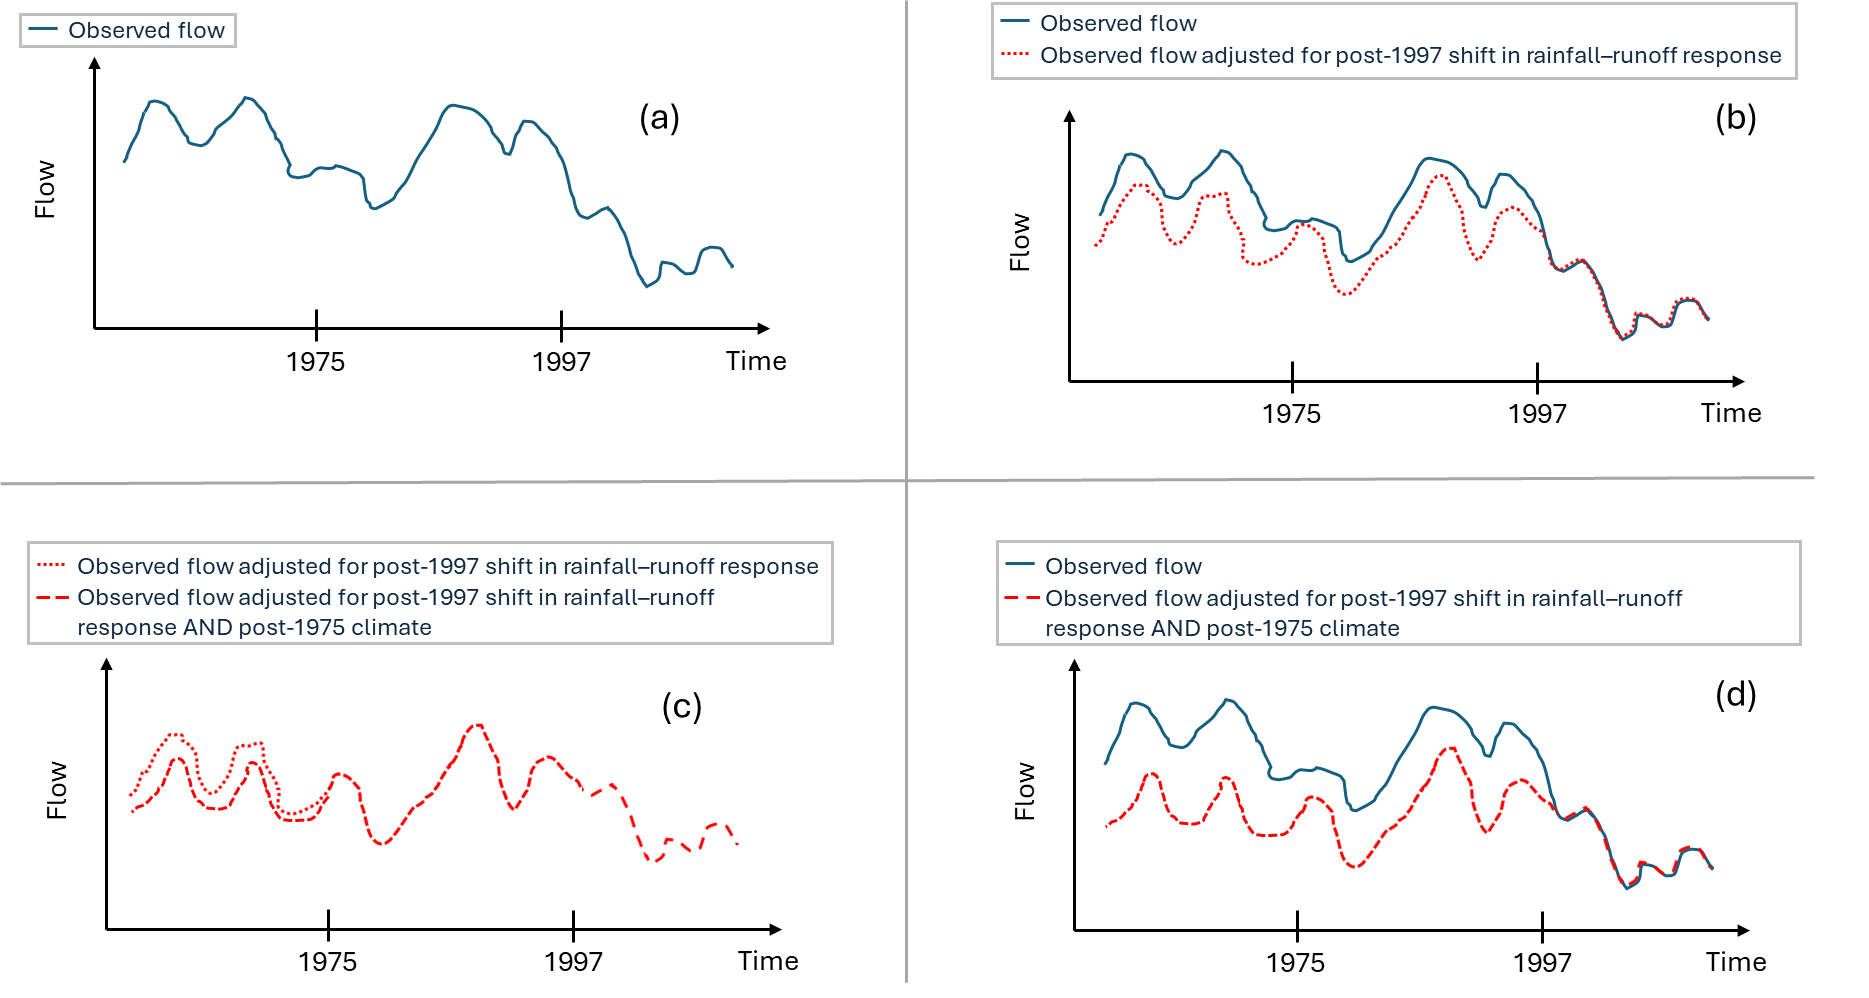 Observed flow
(a)
Flow
1975
1997
Time
Observed flow
Observed flow adjusted for post-1997 shift in rainfall–runoff response
(b)
Flow
1975
1997
Time
Observed flow adjusted for post-1997 shift in rainfall–runoff response
Observed flow adjusted for post-1997 shift in rainfall–runoff
response AND post-1975 climate
(c)
Flow
1975
1997
Time
Observed flow
Observed flow adjusted for post-1997 shift in rainfall–runoff
response AND post-1975 climate
(d)
Flow
1975
1997
Time